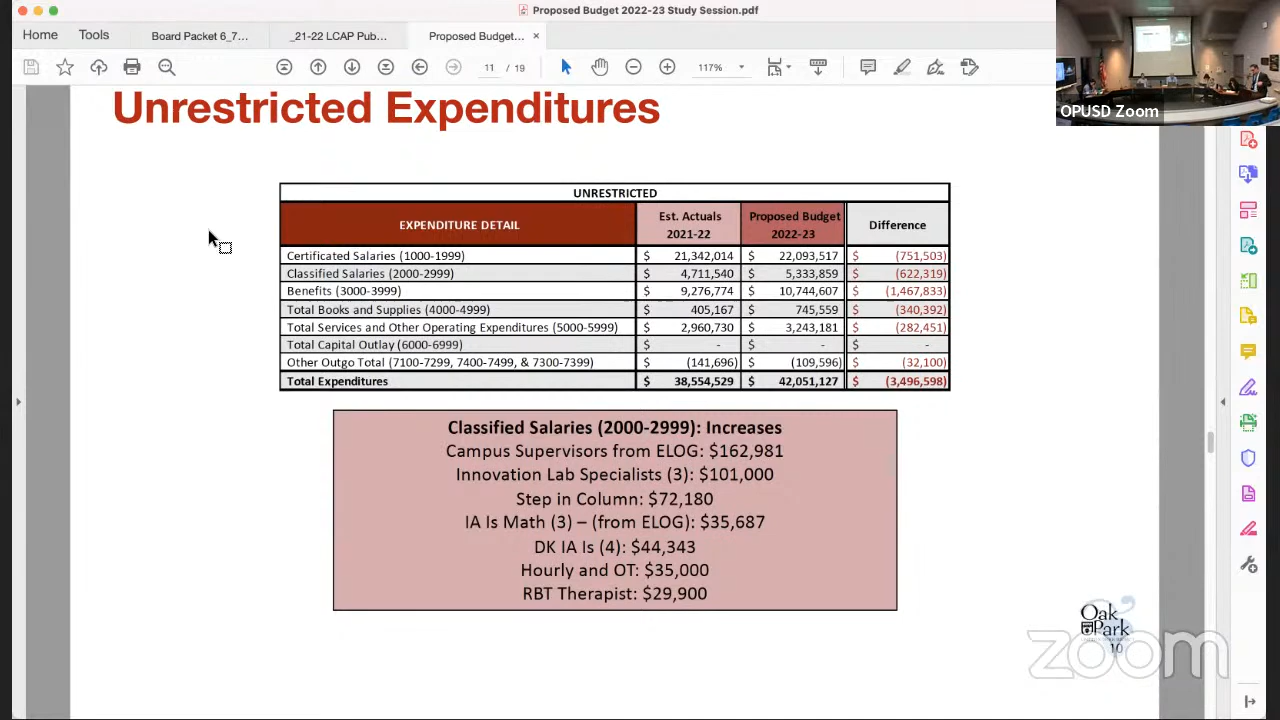 Proposed Budget 2022-23 Study Session.pdf
Home Tools Board Packet 6_7... _21-22 LCAP Pub... Proposed Budget... ×
11 / 19 117%
OPUSD Zoom
Unrestricted Expenditures
UNRESTRICTED
EXPENDITURE DETAIL Est. Actuals 2021-22 Proposed Budget 2022-23 Difference
Certificated Salaries (1000-1999) $ 21,342,014 $ 22,093,517 $ (751,503)
Classified Salaries (2000-2999) $ 4,711,540 $ 5,333,859 $ (622,319)
Benefits (3000-3999) $ 9,276,774 $ 10,744,607 $ (1,467,833)
Total Books and Supplies (4000-4999) $ 405,167 $ 745,559 $ (340,392)
Total Services and Other Operating Expenditures (5000-5999) $ 2,960,730 $ 3,243,181 $ (282,451)
Total Capital Outlay (6000-6999) $ - $ - $ -
Other Outgo Total (7100-7299, 7400-7499, & 7300-7399) $ (141,696) $ (109,596) $ (32,100)
Total Expenditures $ 38,554,529 $ 42,051,127 $ (3,496,598)
Classified Salaries (2000-2999): Increases
Campus Supervisors from ELOG: $162,981
Innovation Lab Specialists (3): $101,000
Step in Column: $72,180
IA Is Math (3) – (from ELOG): $35,687
DK IA Is (4): $44,343
Hourly and OT: $35,000
RBT Therapist: $29,900
Oak
Park
10
zoom